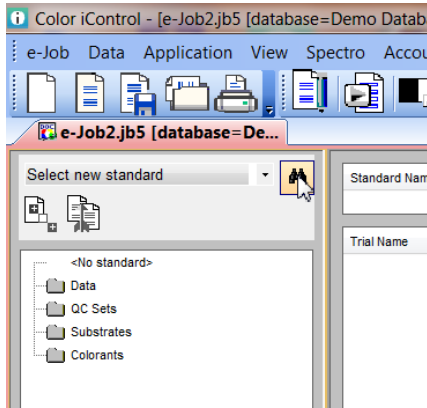 Color iControl - [e-Job2.jb5 [database=Demo Datab
e-Job Data Application View Spectro Accou
e-Job2.jb5 [database=De...
Select new standard
Standard Nam
Trial Name
<No standard>
Data
QC Sets
Substrates
Colorants